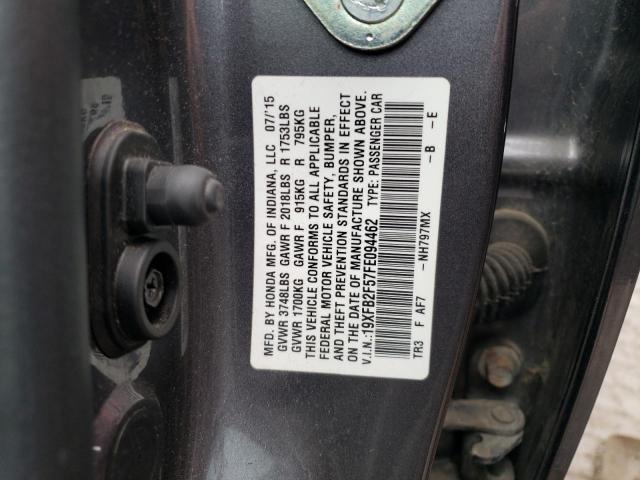 MFD. BY HONDA MFG. OF INDIANA, LLC 07/'15
GVWR 3748LBS GAWR F 2018LBS R 1753LBS
GVWR 1700KG GAWR F 915KG R 795KG
THIS VEHICLE CONFORMS TO ALL APPLICABLE
FEDERAL MOTOR VEHICLE SAFETY, BUMPER,
AND THEFT PREVENTION STANDARDS IN EFFECT
ON THE DATE OF MANUFACTURE SHOWN ABOVE.
V.I.N.:19XFB2F57FE094462 TYPE: PASSENGER CAR
TR3 F AF7 -NH797MX -B -E